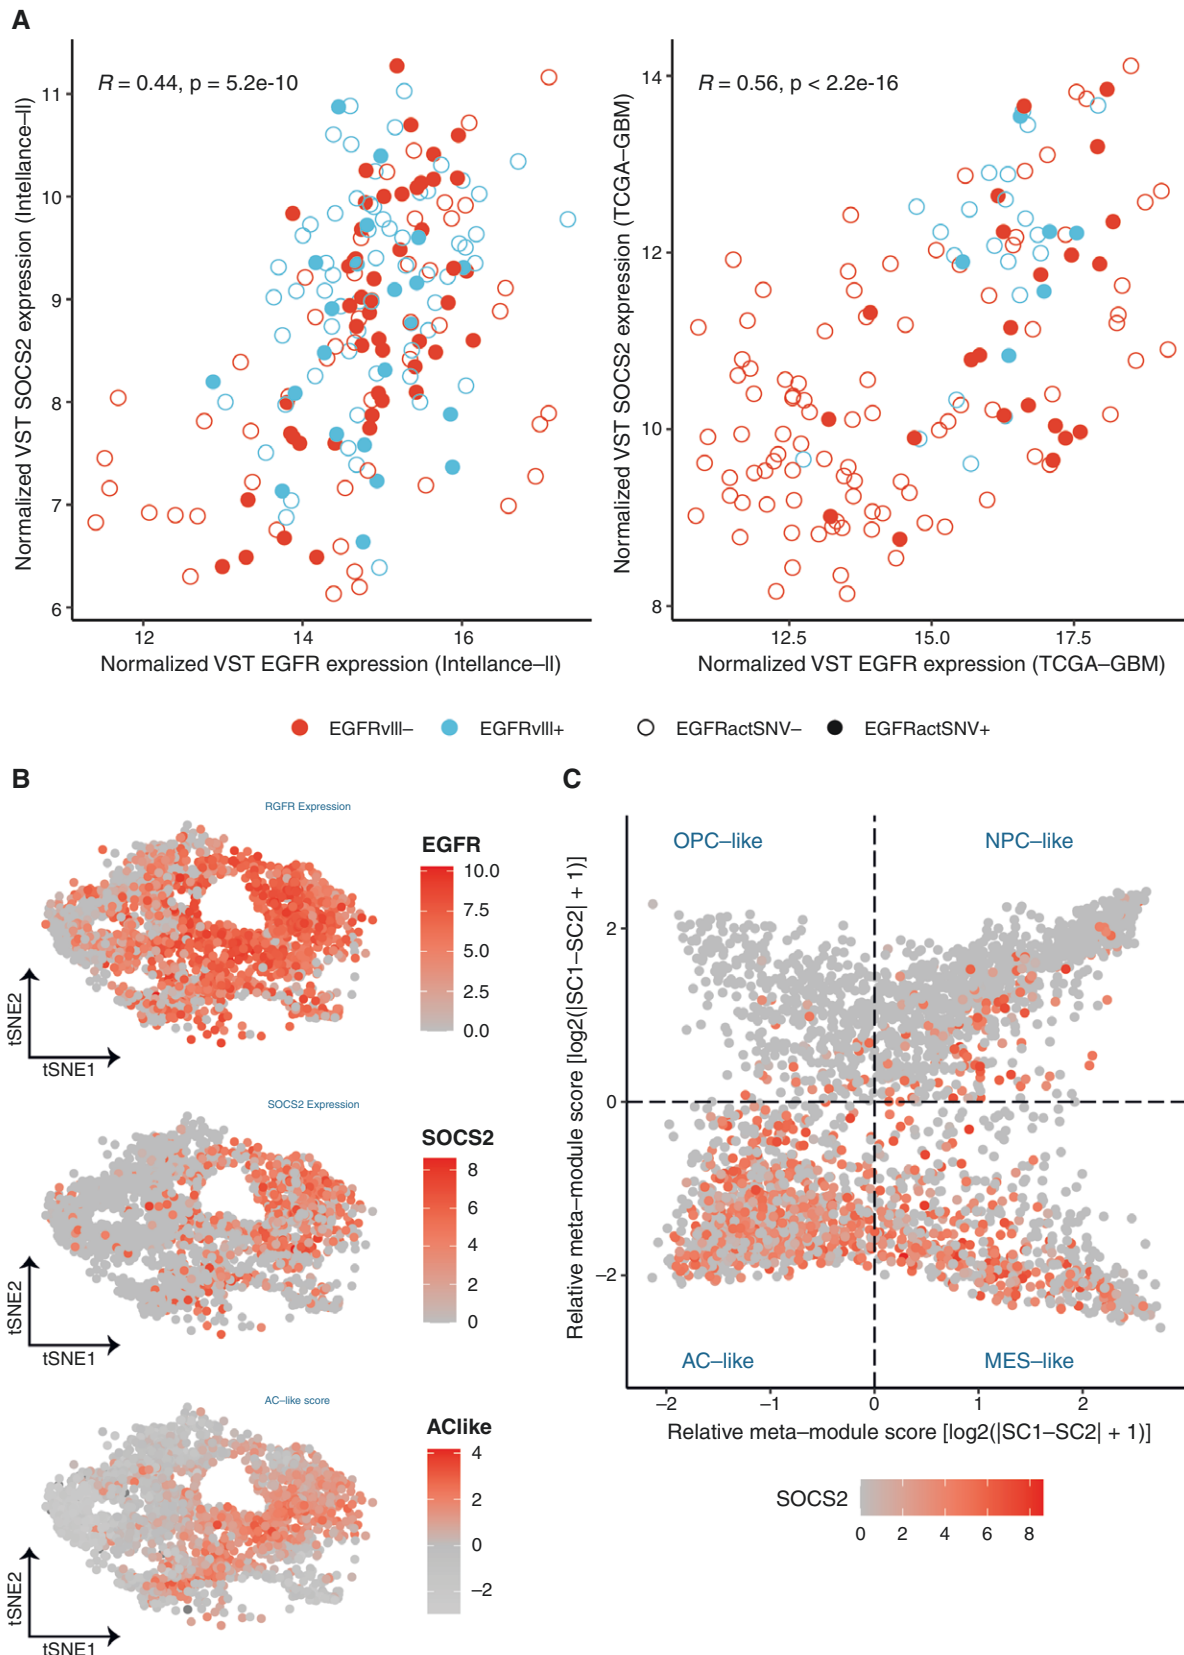 A
R = 0.44, p = 5.2e-10
Normalized VST SOCS2 expression (Intellance–II)
11
10
9
8
7
6
12
14
16
Normalized VST EGFR expression (Intellance–II)
R = 0.56, p < 2.2e-16
Normalized VST SOCS2 expression (TCGA–GBM)
14
12
10
8
12.5
15.0
17.5
Normalized VST EGFR expression (TCGA–GBM)
EGFRvIII–
EGFRvIII+
EGFRactSNV–
EGFRactSNV+
B
RGFR Expression
EGFR
10.0
7.5
5.0
2.5
0.0
tSNE2
tSNE1
SOCS2 Expression
SOCS2
8
6
4
2
0
tSNE2
tSNE1
AC–like score
AClike
4
2
0
–2
tSNE2
tSNE1
C
OPC–like
NPC–like
AC–like
MES–like
Relative meta–module score [log2(|SC1–SC2| + 1)]
2
0
–2
–2
–1
0
1
2
Relative meta–module score [log2(|SC1–SC2| + 1)]
SOCS2
0
2
4
6
8